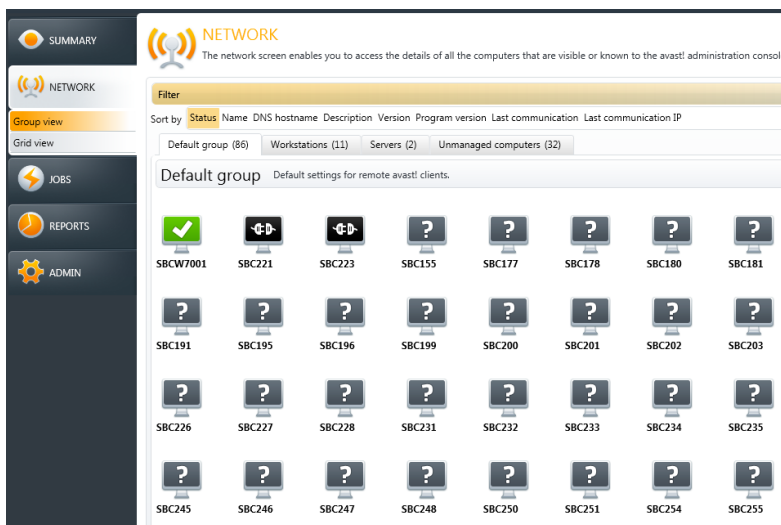 SUMMARY
NETWORK
Group view
Grid view
JOBS
REPORTS
ADMIN
NETWORK
The network screen enables you to access the details of all the computers that are visible or known to the avast! administration consol
Filter
Sort by Status Name DNS hostname Description Version Program version Last communication Last communication IP
Default group (86) Workstations (11) Servers (2) Unmanaged computers (32)
Default group Default settings for remote avast! clients.
? ? ? ? ?
SBCW7001 SBC221 SBC223 SBC155 SBC177 SBC178 SBC180 SBC181
? ? ? ? ? ? ? ?
SBC191 SBC195 SBC196 SBC199 SBC200 SBC201 SBC202 SBC203
? ? ? ? ? ? ? ?
SBC226 SBC227 SBC228 SBC231 SBC232 SBC233 SBC234 SBC235
? ? ? ? ? ? ? ?
SBC245 SBC246 SBC247 SBC248 SBC250 SBC251 SBC254 SBC255